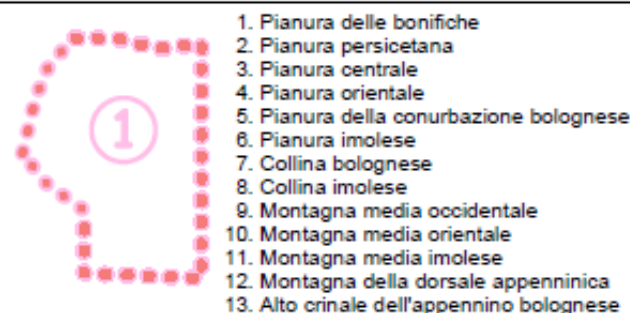 1
1. Pianura delle bonifiche
2. Pianura persicetana
3. Pianura centrale
4. Pianura orientale
5. Pianura della conurbazione bolognese
6. Pianura imolese
7. Collina bolognese
8. Collina imolese
9. Montagna media occidentale
10. Montagna media orientale
11. Montagna media imolese
12. Montagna della dorsale appenninica
13. Alto crinale dell'appennino bolognese